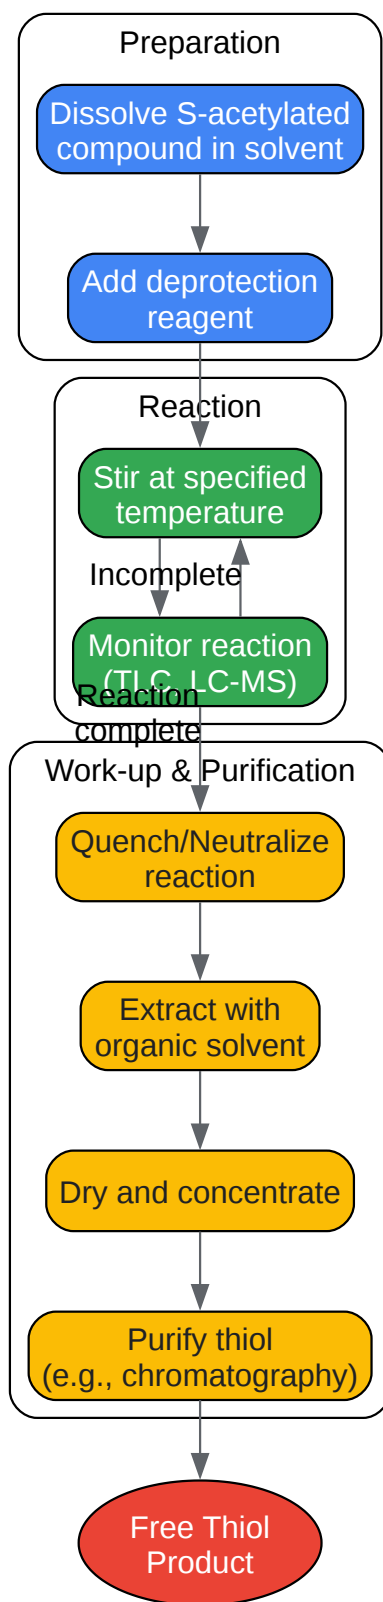 Preparation
Dissolve S-acetylated
compound in solvent
Add deprotection
reagent
Reaction
Stir at specified
temperature
Incomplete
Monitor reaction
(TLC, LC-MS)
Reaction
complete
Work-up & Purification
Quench/Neutralize
reaction
Extract with
organic solvent
Dry and concentrate
Purify thiol
(e.g., chromatography)
Free Thiol
Product